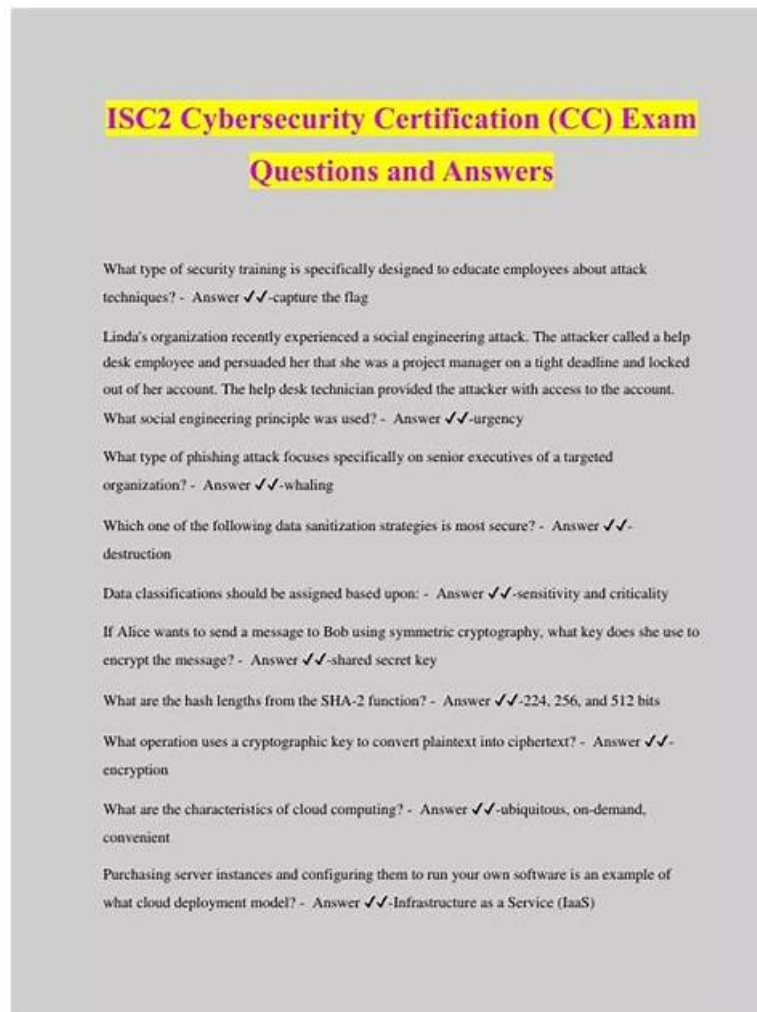 ISC2 Cybersecurity Certification (CC) Exam
Questions and Answers
What type of security training is specifically designed to educate employees about attack
techniques? - Answer ✓✓-capture the flag
Linda's organization recently experienced a social engineering attack. The attacker called a help
desk employee and persuaded her that she was a project manager on a tight deadline and locked
out of her account. The help desk technician provided the attacker with access to the account.
What social engineering principle was used? - Answer ✓✓-urgency
What type of phishing attack focuses specifically on senior executives of a targeted
organization? - Answer ✓✓-whaling
Which one of the following data sanitization strategies is most secure? - Answer ✓✓-
destruction
Data classifications should be assigned based upon: - Answer ✓✓-sensitivity and criticality
If Alice wants to send a message to Bob using symmetric cryptography, what key does she use to
encrypt the message? - Answer ✓✓-shared secret key
What are the hash lengths from the SHA-2 function? - Answer ✓✓-224, 256, and 512 bits
What operation uses a cryptographic key to convert plaintext into ciphertext? - Answer ✓✓-
encryption
What are the characteristics of cloud computing? - Answer ✓✓-ubiquitous, on-demand,
convenient
Purchasing server instances and configuring them to run your own software is an example of
what cloud deployment model? - Answer ✓✓-Infrastructure as a Service (IaaS)